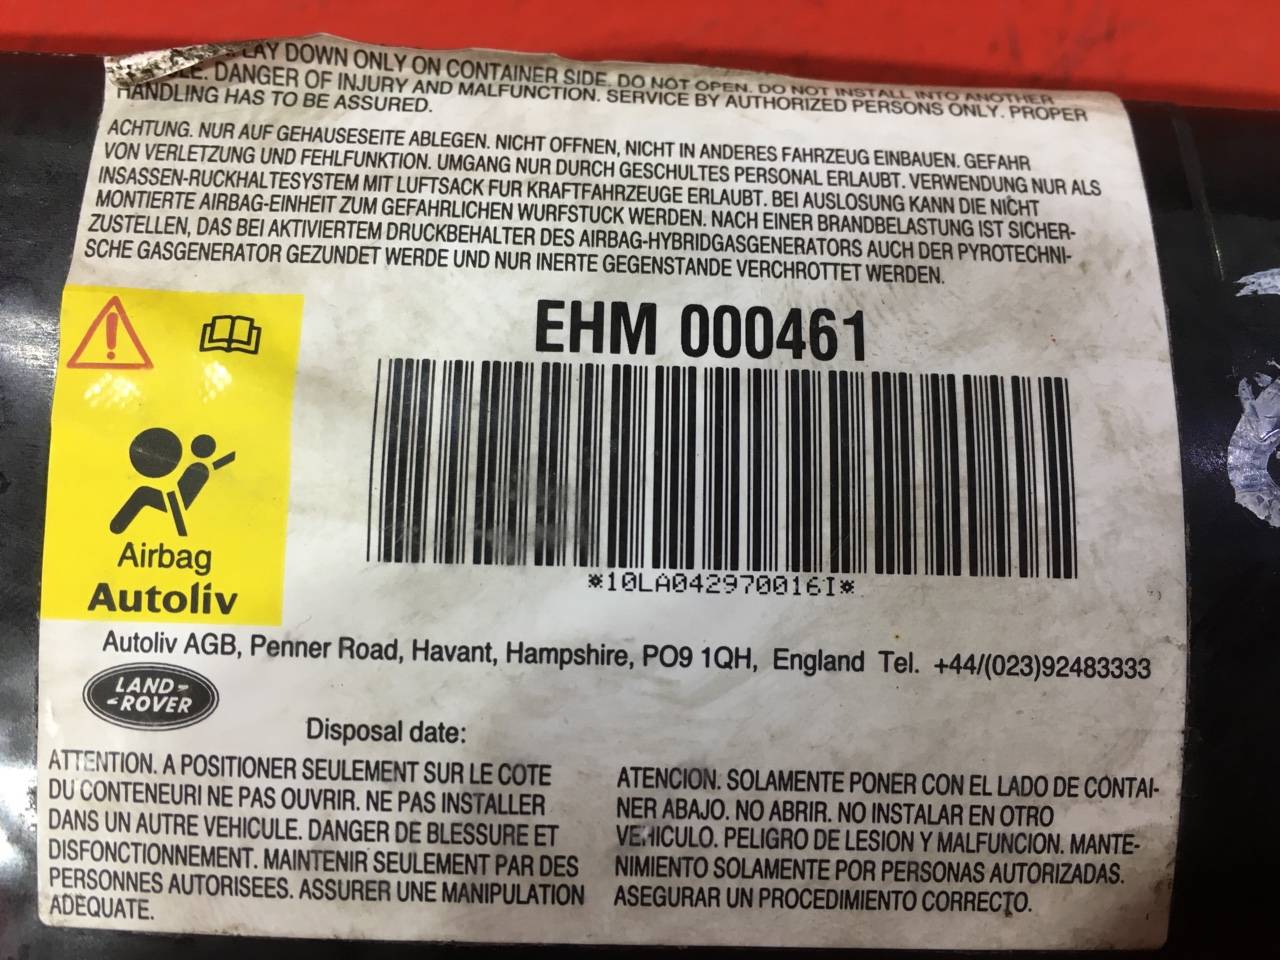 LAY DOWN ONLY ON CONTAINER SIDE. DO NOT OPEN. DO NOT INSTALL INTO ANOTHER
DANGER OF INJURY AND MALFUNCTION. SERVICE BY AUTHORIZED PERSONS ONLY. PROPER
HANDLING HAS TO BE ASSURED.
ACHTUNG. NUR AUF GEHAUSESEITE ABLEGEN. NICHT OFFNEN, NICHT IN ANDERES FAHRZEUG EINBAUEN. GEFAHR
VON VERLETZUNG UND FEHLFUNKTION. UMGANG NUR DURCH GESCHULTES PERSONAL ERLAUBT. VERWENDUNG NUR ALS
INSASSEN-RUCKHALTESYSTEM MIT LUFTSACK FUR KRAFTFAHRZEUGE ERLAUBT. BEI AUSLOSUNG KANN DIE NICHT
MONTIERTE AIRBAG-EINHEIT ZUM GEFAHRLICHEN WURFSTUCK WERDEN. NACH EINER BRANDBELASTUNG IST SICHER-
ZUSTELLEN, DAS BEI AKTIVIERTEM DRUCKBEHALTER DES AIRBAG-HYBRIDGASGENERATORS AUCH DER PYROTECHNI-
SCHE GASGENERATOR GEZUNDET WERDE UND NUR INERTE GEGENSTANDE VERCHROTTET WERDEN.
EHM 000461
*10LA042970016I*
Airbag
Autoliv
Autoliv AGB, Penner Road, Havant, Hampshire, PO9 1QH, England Tel. +44/(023)92483333
LAND-
-ROVER
Disposal date:
ATTENTION. A POSITIONER SEULEMENT SUR LE COTE
DU CONTENEURI NE PAS OUVRIR. NE PAS INSTALLER
DANS UN AUTRE VEHICULE. DANGER DE BLESSURE ET
DISFONCTIONNEMENT. MAINTENIR SEULEMENT PAR DES
PERSONNES AUTORISEES. ASSURER UNE MANIPULATION
ADEQUATE.
ATENCION. SOLAMENTE PONER CON EL LADO DE CONTAI-
NER ABAJO. NO ABRIR. NO INSTALAR EN OTRO
VEHICULO. PELIGRO DE LESION Y MALFUNCION. MANTE-
NIMIENTO SOLAMENTE POR PERSONAS AUTORIZADAS.
ASEGURAR UN PROCEDIMIENTO CORRECTO.